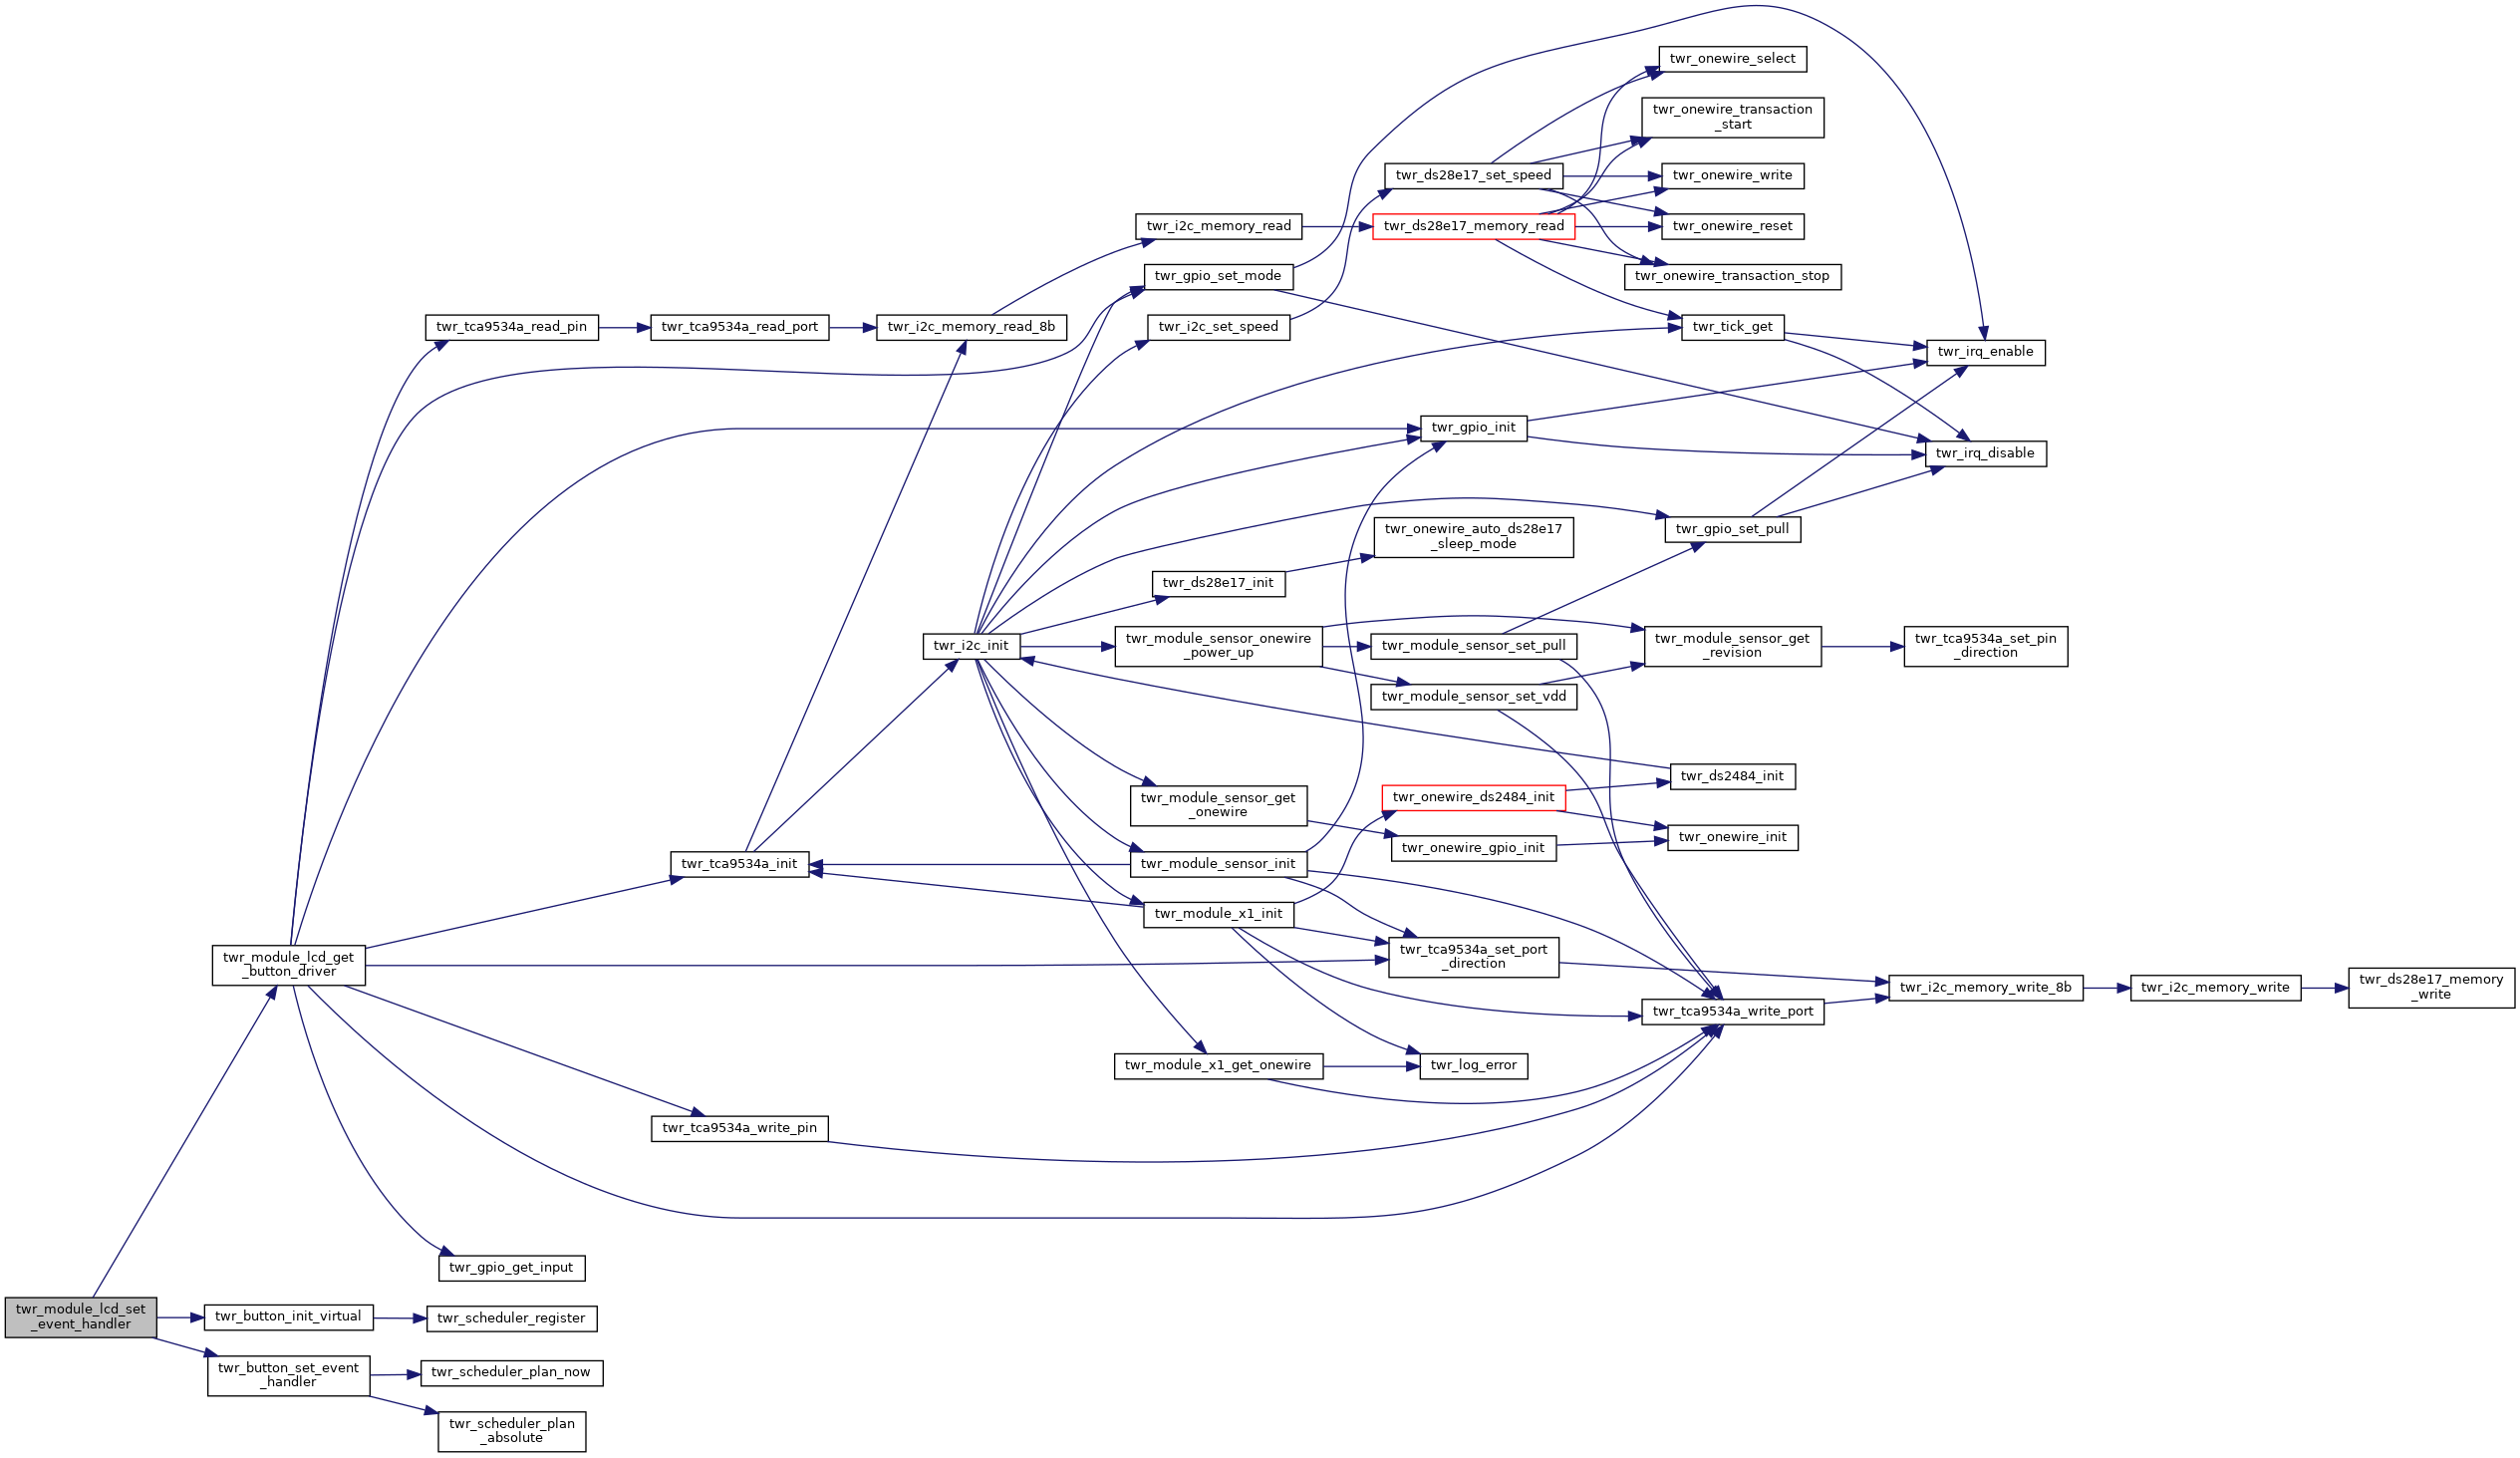 twr_onewire_select
twr_onewire_transaction
_start
twr_ds28e17_set_speed
twr_onewire_write
twr_i2c_memory_read
twr_ds28e17_memory_read
twr_onewire_reset
twr_gpio_set_mode
twr_onewire_transaction_stop
twr_tca9534a_read_pin
twr_tca9534a_read_port
twr_i2c_memory_read_8b
twr_i2c_set_speed
twr_tick_get
twr_irq_enable
twr_gpio_init
twr_irq_disable
twr_onewire_auto_ds28e17
_sleep_mode
twr_gpio_set_pull
twr_ds28e17_init
twr_i2c_init
twr_module_sensor_onewire
_power_up
twr_module_sensor_set_pull
twr_module_sensor_get
_revision
twr_tca9534a_set_pin
_direction
twr_module_sensor_set_vdd
twr_ds2484_init
twr_module_sensor_get
_onewire
twr_onewire_ds2484_init
twr_onewire_init
twr_onewire_gpio_init
twr_tca9534a_init
twr_module_sensor_init
twr_module_x1_init
twr_module_lcd_get
_button_driver
twr_tca9534a_set_port
_direction
twr_i2c_memory_write_8b
twr_i2c_memory_write
twr_ds28e17_memory
_write
twr_tca9534a_write_port
twr_module_x1_get_onewire
twr_log_error
twr_tca9534a_write_pin
twr_gpio_get_input
twr_module_lcd_set
_event_handler
twr_button_init_virtual
twr_scheduler_register
twr_button_set_event
_handler
twr_scheduler_plan_now
twr_scheduler_plan
_absolute